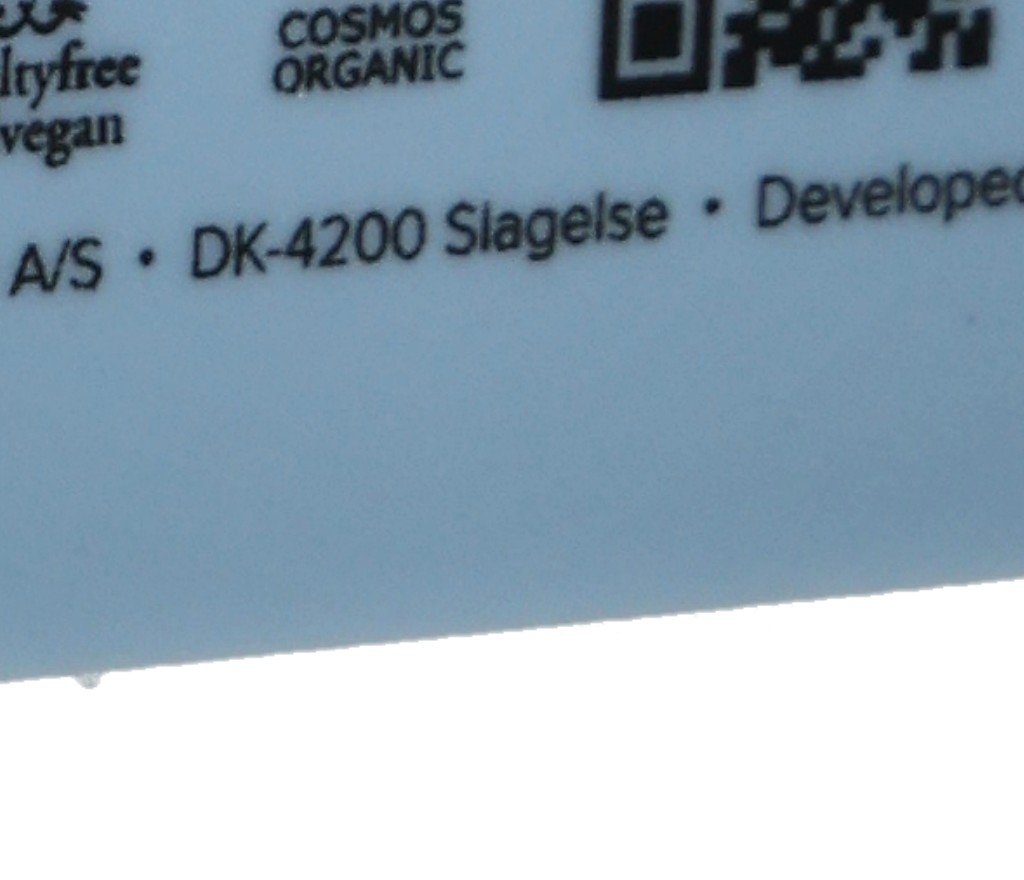 COSMOS
ORGANIC
ltyfree
vegan
A/S • DK-4200 Slagelse • Developed